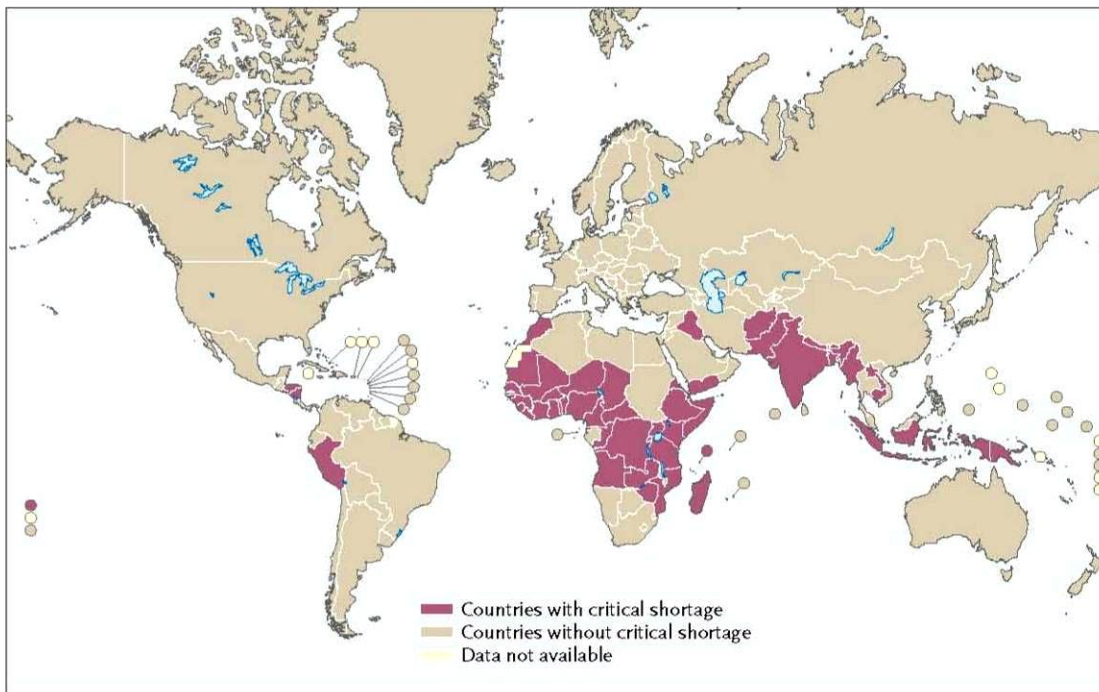 Countries with critical shortage
Countries without critical shortage
Data not available